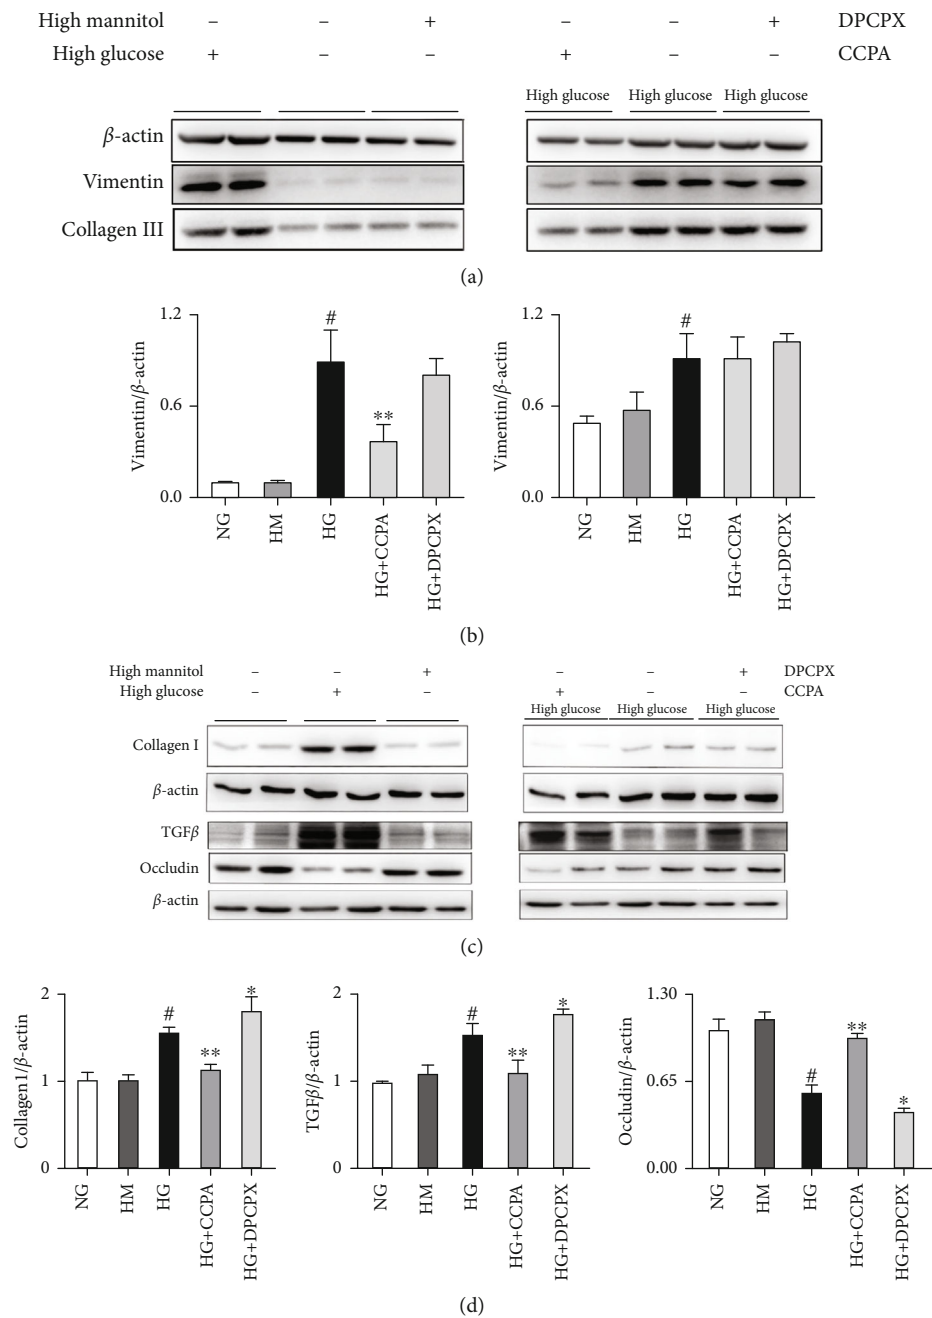 High mannitol – – + – – + DPCPX
High glucose + – – + – – CCPA
High glucose High glucose High glucose
β-actin
Vimentin
Collagen III
(a)
1.2
0.6
0.0
Vimentin/β-actin
#
**
NG
HM
HG
HG+CCPA
HG+DPCPX
1.2
0.6
0.0
Vimentin/β-actin
#
NG
HM
HG
HG+CCPA
HG+DPCPX
(b)
High mannitol – – + – – + DPCPX
High glucose – + – + – – CCPA
High glucose High glucose High glucose
Collagen I
β-actin
TGFβ
Occludin
β-actin
(c)
2
1
0
Collagen1/β-actin
#
**
*
NG
HM
HG
HG+CCPA
HG+DPCPX
2
1
0
TGFβ/β-actin
#
**
*
NG
HM
HG
HG+CCPA
HG+DPCPX
1.30
0.65
0.00
Occludin/β-actin
#
**
*
NG
HM
HG
HG+CCPA
HG+DPCPX
(d)